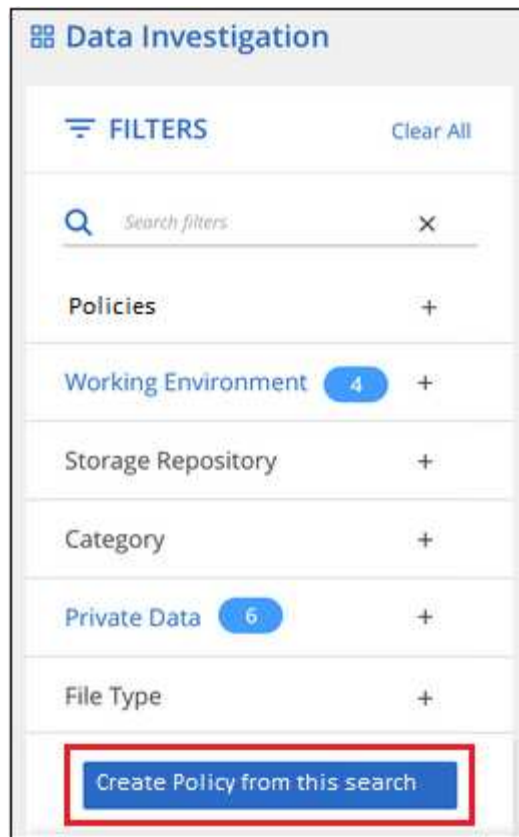 Data Investigation
FILTERS Clear All
Search filters
Policies +
Working Environment 4 +
Storage Repository +
Category +
Private Data 6 +
File Type +
Create Policy from this search